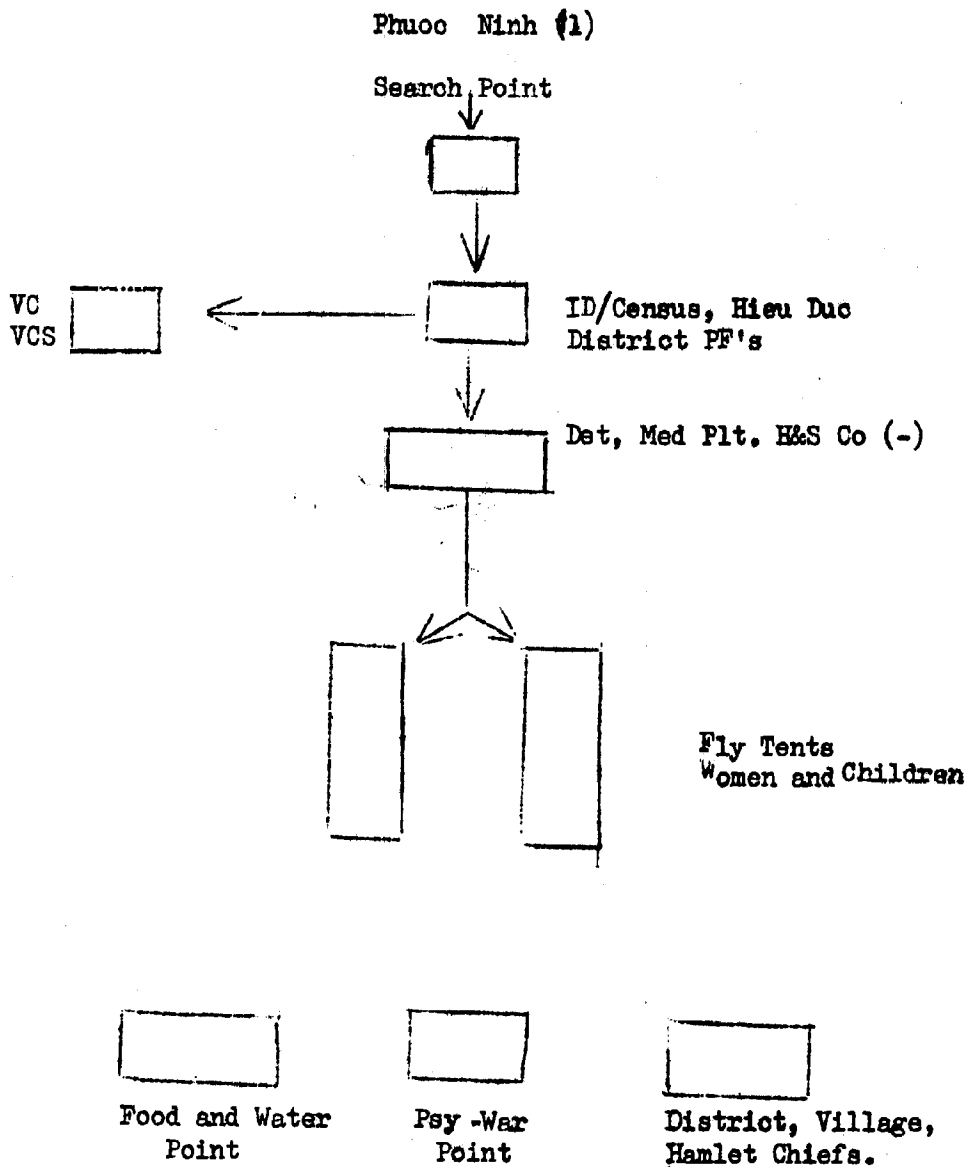 Phuoc Ninh (1)
Search Point
VC
VCS
ID/Census, Hieu Duc
District PF's
Det, Med Plt. H&S Co (-)
Fly Tents
Women and Children
Food and Water
Point
Psy-War
Point
District, Village,
Hamlet Chiefs.